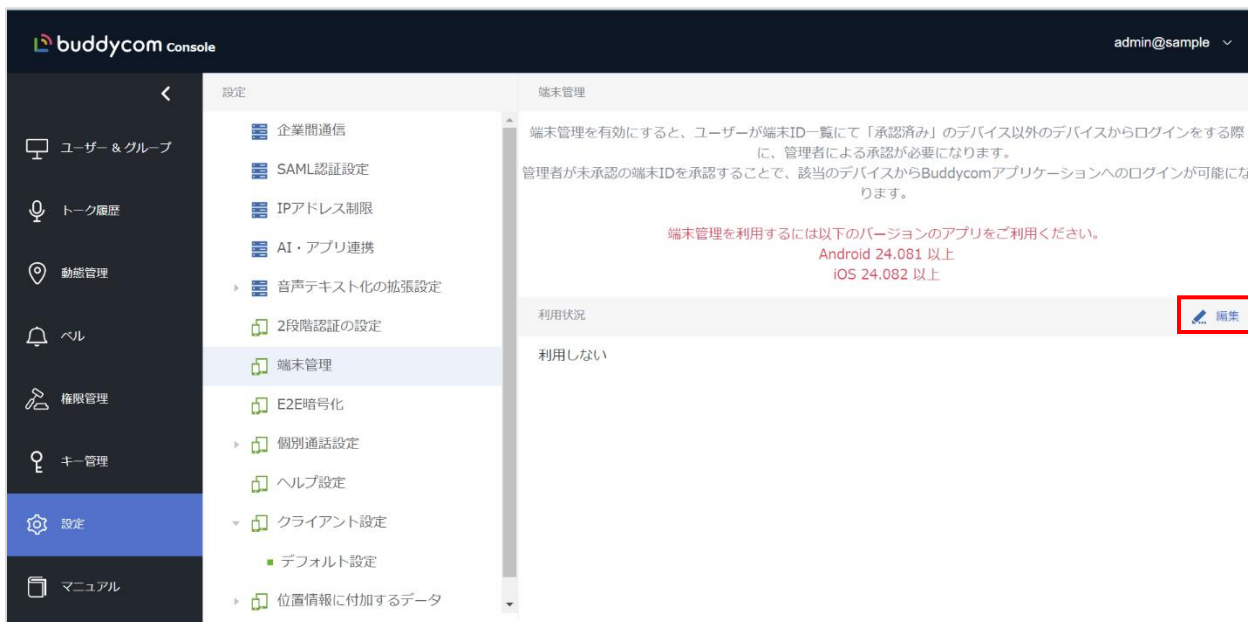 buddycom Console
admin@sample
ユーザー & グループ
トーク履歴
動態管理
ベル
権限管理
キー管理
設定
マニュアル
設定
企業間通信
SAML認証設定
IPアドレス制限
AI・アプリ連携
音声テキスト化の拡張設定
2段階認証の設定
端末管理
E2E暗号化
個別通話設定
ヘルプ設定
クライアント設定
デフォルト設定
位置情報に付加するデータ
端末管理
端末管理を有効にすると、ユーザーが端末ID一覧にて「承認済み」のデバイス以外のデバイスからログインをする際
に、管理者による承認が必要になります。
管理者が未承認の端末IDを承認することで、該当のデバイスからBuddycomアプリケーションへのログインが可能にな
ります。
端末管理を利用するには以下のバージョンのアプリをご利用ください。
Android 24.081 以上
iOS 24.082 以上
利用状況
編集
利用しない